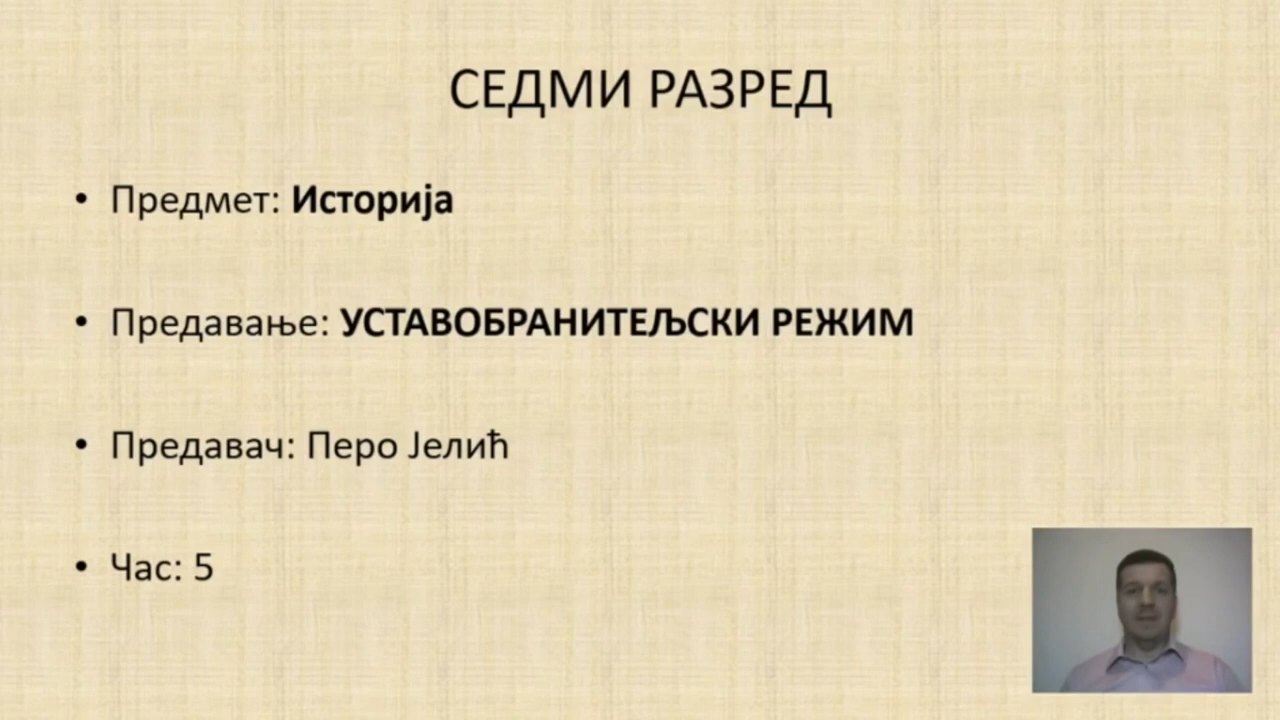 СЕДМИ РАЗРЕД
• Предмет: Историја
• Предавање: УСТАВОБРАНИТЕЉСКИ РЕЖИМ
• Предавач: Перо Јелић
• Час: 5